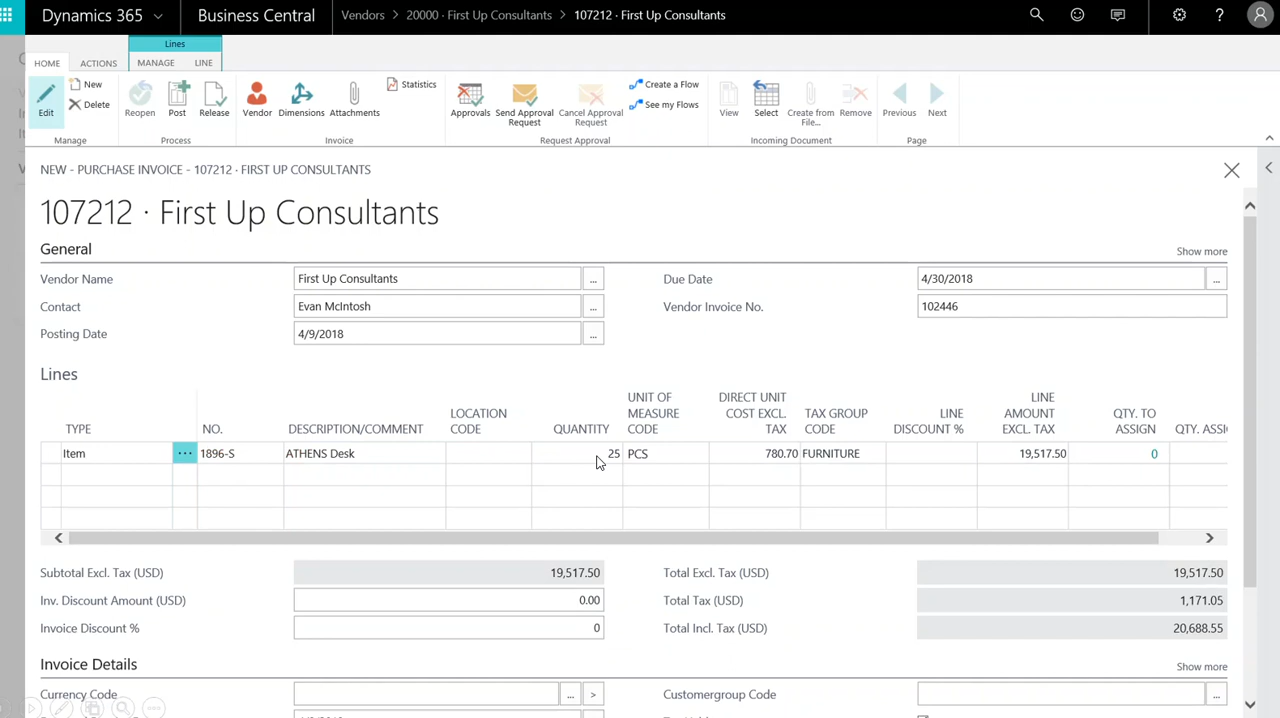 Dynamics 365 Business Central Vendors > 20000 · First Up Consultants > 107212 · First Up Consultants ?
Lines
HOME ACTIONS MANAGE LINE
Edit New Delete Reopen Post Release Vendor Dimensions Attachments Statistics Approvals Send Approval Request Cancel Approval Request Create a Flow See my Flows View Select Create from File... Remove Previous Next
Manage Process Invoice Request Approval Incoming Document Page
NEW - PURCHASE INVOICE - 107212 · FIRST UP CONSULTANTS
107212 · First Up Consultants
General Show more
Vendor Name First Up Consultants ... Due Date 4/30/2018 ...
Contact Evan McIntosh ... Vendor Invoice No. 102446
Posting Date 4/9/2018 ...
Lines
TYPE NO. DESCRIPTION/COMMENT LOCATION CODE QUANTITY UNIT OF MEASURE CODE DIRECT UNIT COST EXCL. TAX TAX GROUP CODE LINE DISCOUNT % LINE AMOUNT EXCL. TAX QTY. TO ASSIGN QTY. ASSI
Item ... 1896-S ATHENS Desk 25 PCS 780.70 FURNITURE 19,517.50 0
Subtotal Excl. Tax (USD) 19,517.50 Total Excl. Tax (USD) 19,517.50
Inv. Discount Amount (USD) 0.00 Total Tax (USD) 1,171.05
Invoice Discount % 0 Total Incl. Tax (USD) 20,688.55
Invoice Details Show more
Currency Code ... > Customergroup Code ...